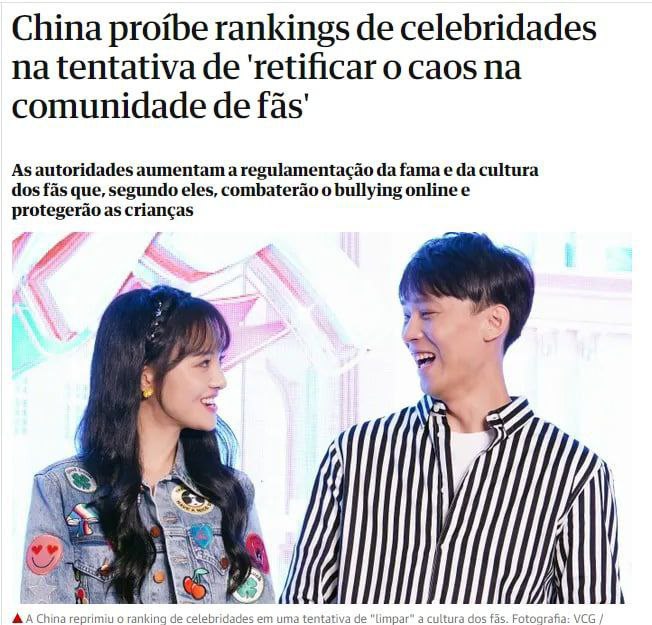 China proíbe rankings de celebridades
na tentativa de 'retificar o caos na
comunidade de fãs'
As autoridades aumentam a regulamentação da fama e da cultura
dos fãs que, segundo eles, combaterão o bullying online e
protegerão as crianças
A China reprimiu o ranking de celebridades em uma tentativa de "limpar" a cultura dos fãs. Fotografia: VCG /